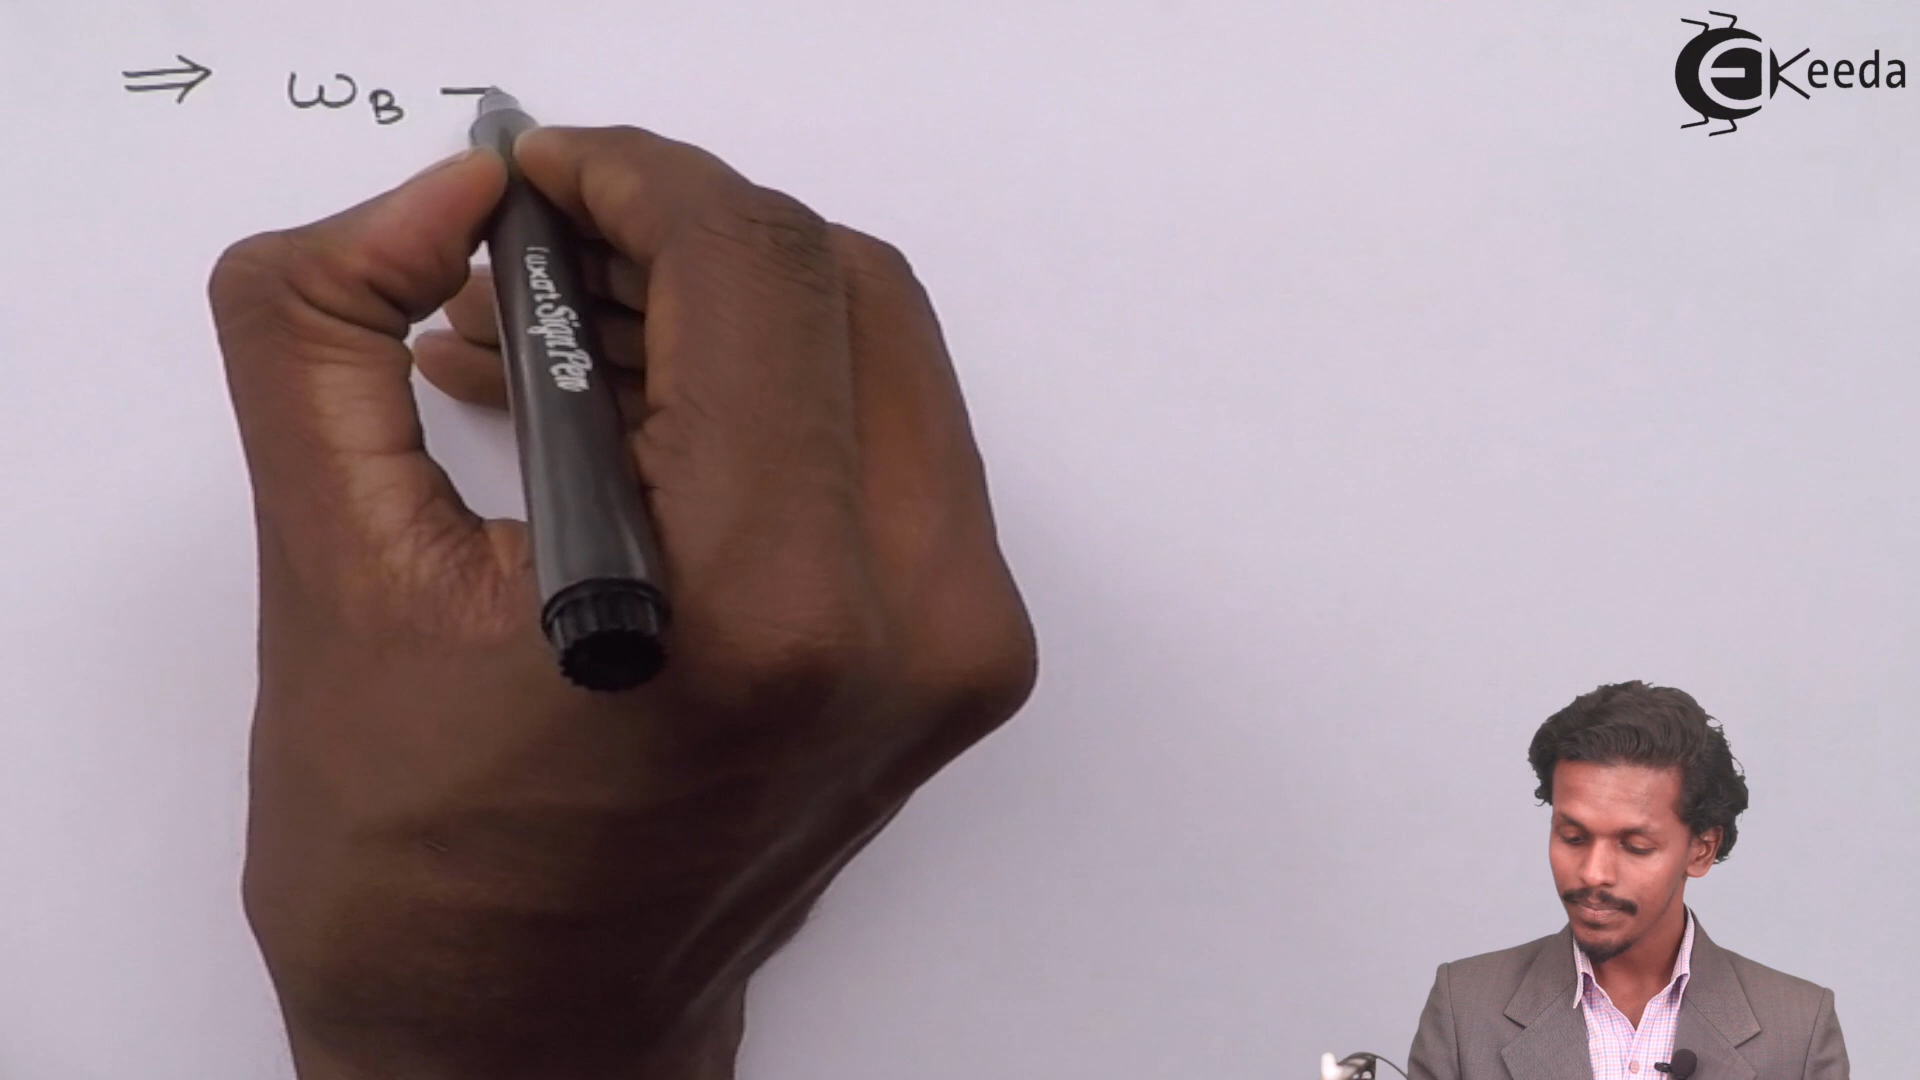 ⇒ ω_B -
EKeeda
Luxor Sign Pen